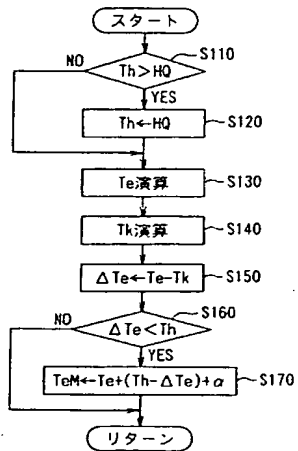 スタート
S110
NO
Th>HQ
YES
Th←HQ
S120
Te演算
S130
Tk演算
S140
ΔTe←Te-Tk
S150
S160
NO
ΔTe<Th
YES
TeM←Te+(Th-ΔTe)+α
S170
リターン